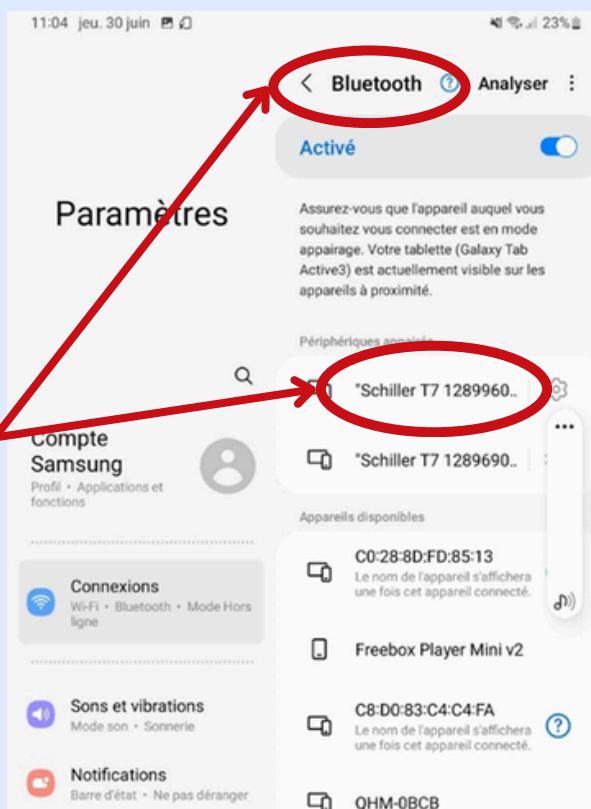 11:04 jeu. 30 juin
23%
Bluetooth
Analyser
Activé
Paramètres
Assurez-vous que l'appareil auquel vous
souhaitez vous connecter est en mode
appairage. Votre tablette (Galaxy Tab
Active3) est actuellement visible sur les
appareils à proximité.
Périphériques appairés
"Schiller T7 1289960..
"Schiller T7 1289690..
Compte
Samsung
Profil • Applications et
fonctions
Appareils disponibles
C0:28:8D:FD:85:13
Le nom de l'appareil s'affichera
une fois cet appareil connecté.
Freebox Player Mini v2
C8:D0:83:C4:C4:FA
Le nom de l'appareil s'affichera
une fois cet appareil connecté.
QHM-0BCB
Connexions
Wi-Fi • Bluetooth • Mode Hors
ligne
Sons et vibrations
Mode son • Sonnerie
Notifications
Barre d'état • Ne pas déranger